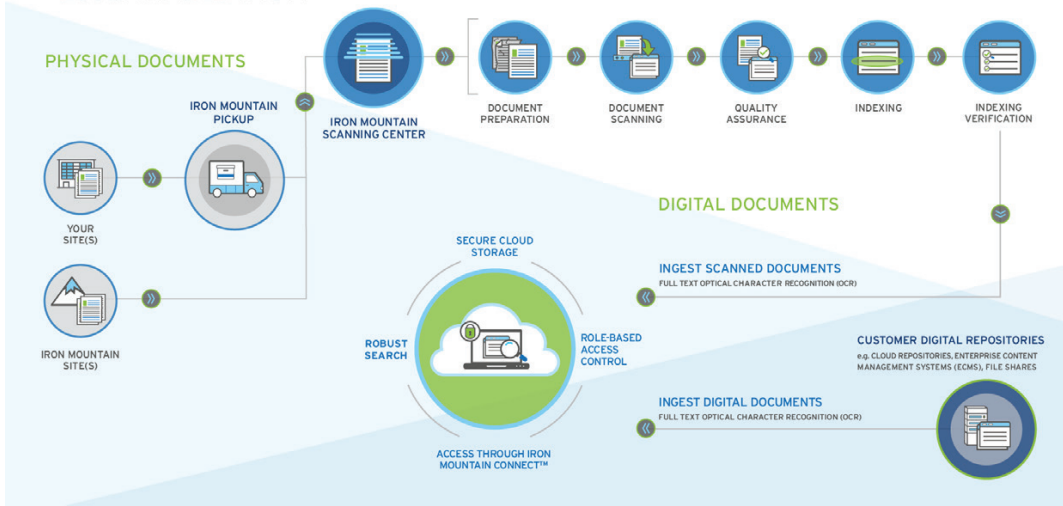 PHYSICAL DOCUMENTS
IRON MOUNTAIN
PICKUP
YOUR
SITE(S)
IRON MOUNTAIN
SITE(S)
IRON MOUNTAIN
SCANNING CENTER
DOCUMENT
PREPARATION
DOCUMENT
SCANNING
QUALITY
ASSURANCE
INDEXING
INDEXING
VERIFICATION
DIGITAL DOCUMENTS
SECURE CLOUD
STORAGE
ROBUST
SEARCH
ROLE-BASED
ACCESS
CONTROL
ACCESS THROUGH IRON
MOUNTAIN CONNECT™
INGEST SCANNED DOCUMENTS
FULL TEXT OPTICAL CHARACTER RECOGNITION (OCR)
CUSTOMER DIGITAL REPOSITORIES
e.g. CLOUD REPOSITORIES, ENTERPRISE CONTENT
MANAGEMENT SYSTEMS (ECMS), FILE SHARES
INGEST DIGITAL DOCUMENTS
FULL TEXT OPTICAL CHARACTER RECOGNITION (OCR)